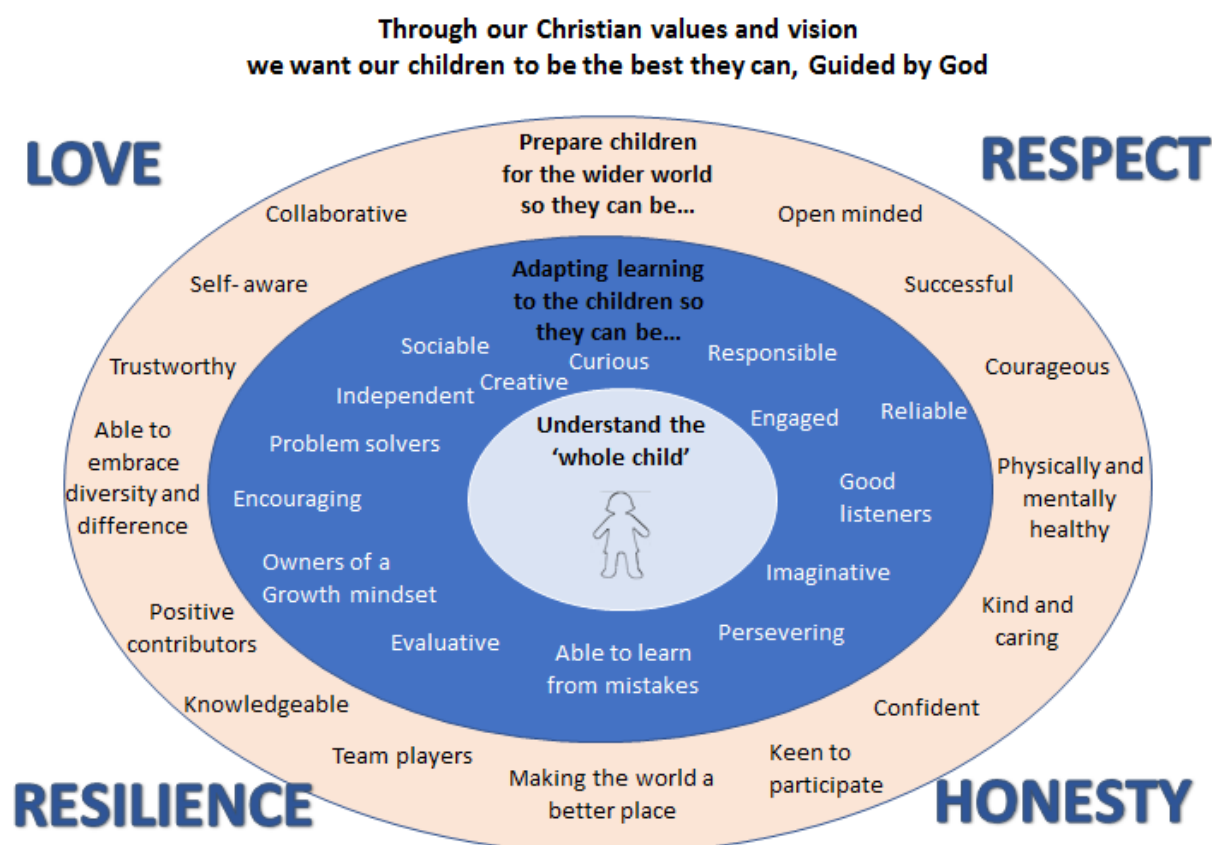 Through our Christian values and vision
we want our children to be the best they can, Guided by God
LOVE
RESPECT
Prepare children
for the wider world
so they can be...
Collaborative
Open minded
Self- aware
Successful
Trustworthy
Courageous
Able to
embrace
diversity and
difference
Physically and
mentally
healthy
Positive
contributors
Kind and
caring
Knowledgeable
Confident
Team players
Making the world a
better place
Keen to
participate
Adapting learning
to the children so
they can be...
Sociable
Curious
Responsible
Independent
Creative
Engaged
Reliable
Problem solvers
Encouraging
Good
listeners
Owners of a
Growth mindset
Imaginative
Evaluative
Able to learn
from mistakes
Persevering
Understand the
‘whole child’
RESILIENCE
HONESTY